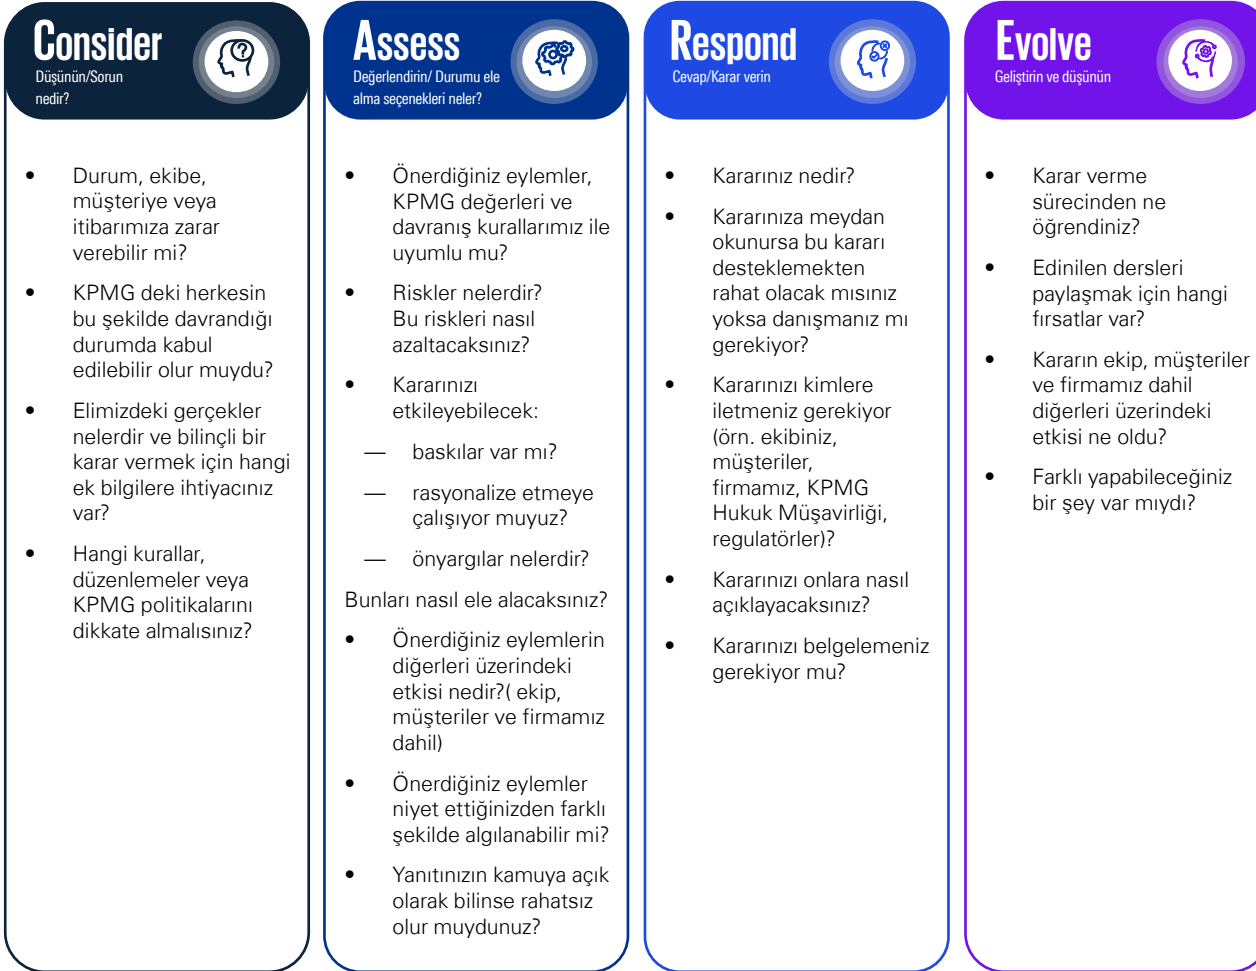 Consider
Düşünün/Sorun
nedir?
• Durum, ekibe,
müşteriye veya
itibarımıza zarar
verebilir mi?
• KPMG deki herkesin
bu şekilde davrandığı
durumda kabul
edilebilir olur muydu?
• Elimizdeki gerçekler
nelerdir ve bilinçli bir
karar vermek için hangi
ek bilgilere ihtiyacınız
var?
• Hangi kurallar,
düzenlemeler veya
KPMG politikalarını
dikkate almalısınız?
Assess
Değerlendirin/ Durumu ele
alma seçenekleri neler?
• Önerdiğiniz eylemler,
KPMG değerleri ve
davranış kurallarımız ile
uyumlu mu?
• Riskler nelerdir?
Bu riskleri nasıl
azaltacaksınız?
• Kararınızı
etkileyebilecek:
— baskılar var mı?
— rasyonalize etmeye
çalışıyor muyuz?
— önyargılar nelerdir?
Bunları nasıl ele alacaksınız?
• Önerdiğiniz eylemlerin
diğerleri üzerindeki
etkisi nedir?( ekip,
müşteriler ve firmamız
dahil)
• Önerdiğiniz eylemler
niyet ettiğinizden farklı
şekilde algılanabilir mi?
• Yanıtınızın kamuya açık
olarak bilinse rahatsız
olur muydunuz?
Respond
Cevap/Karar verin
• Kararınız nedir?
• Kararınıza meydan
okunursa bu kararı
desteklemekten
rahat olacak mısınız
yoksa danışmanız mı
gerekiyor?
• Kararınızı kimlere
iletmeniz gerekiyor
(örn. ekibiniz,
müşteriler,
firmamız, KPMG
Hukuk Müşavirliği,
regulatörler)?
• Kararınızı onlara nasıl
açıklayacaksınız?
• Kararınızı belgelemeniz
gerekiyor mu?
Evolve
Geliştirin ve düşünün
• Karar verme
sürecinden ne
öğrendiniz?
• Edinilen dersleri
paylaşmak için hangi
fırsatlar var?
• Kararın ekip, müşteriler
ve firmamız dahil
diğerleri üzerindeki
etkisi ne oldu?
• Farklı yapabileceğiniz
bir şey var mıydı?